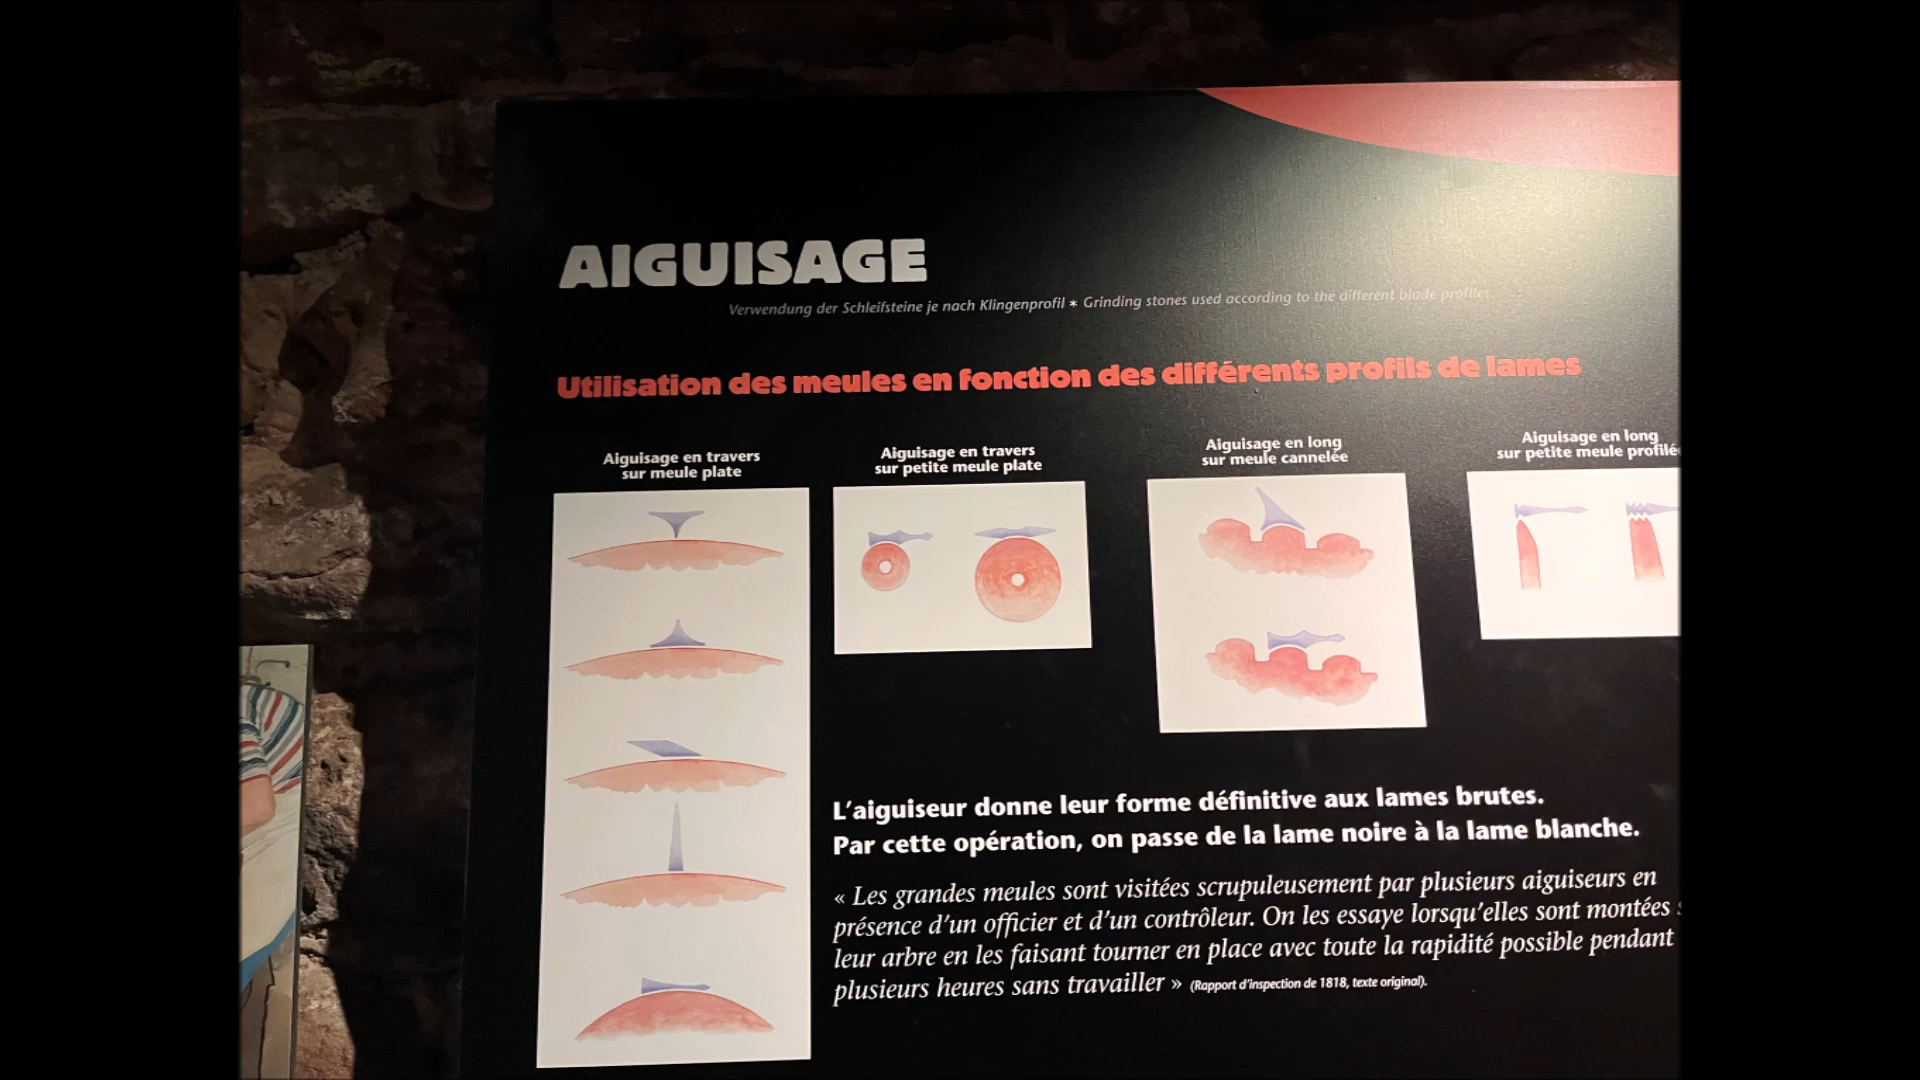 AIGUISAGE
Verwendung der Schleifsteine je nach Klingenprofil * Grinding stones used according to the different blade profiles
Utilisation des meules en fonction des différents profils de lames
Aiguisage en travers
sur meule plate
Aiguisage en travers
sur petite meule plate
Aiguisage en long
sur meule cannelée
Aiguisage en long
sur petite meule profilée
L'aiguiseur donne leur forme définitive aux lames brutes.
Par cette opération, on passe de la lame noire à la lame blanche.
« Les grandes meules sont visitées scrupuleusement par plusieurs aiguiseurs en
présence d'un officier et d'un contrôleur. On les essaye lorsqu'elles sont montées
leur arbre en les faisant tourner en place avec toute la rapidité possible pendant
plusieurs heures sans travailler » (Rapport d'inspection de 1818, texte original).